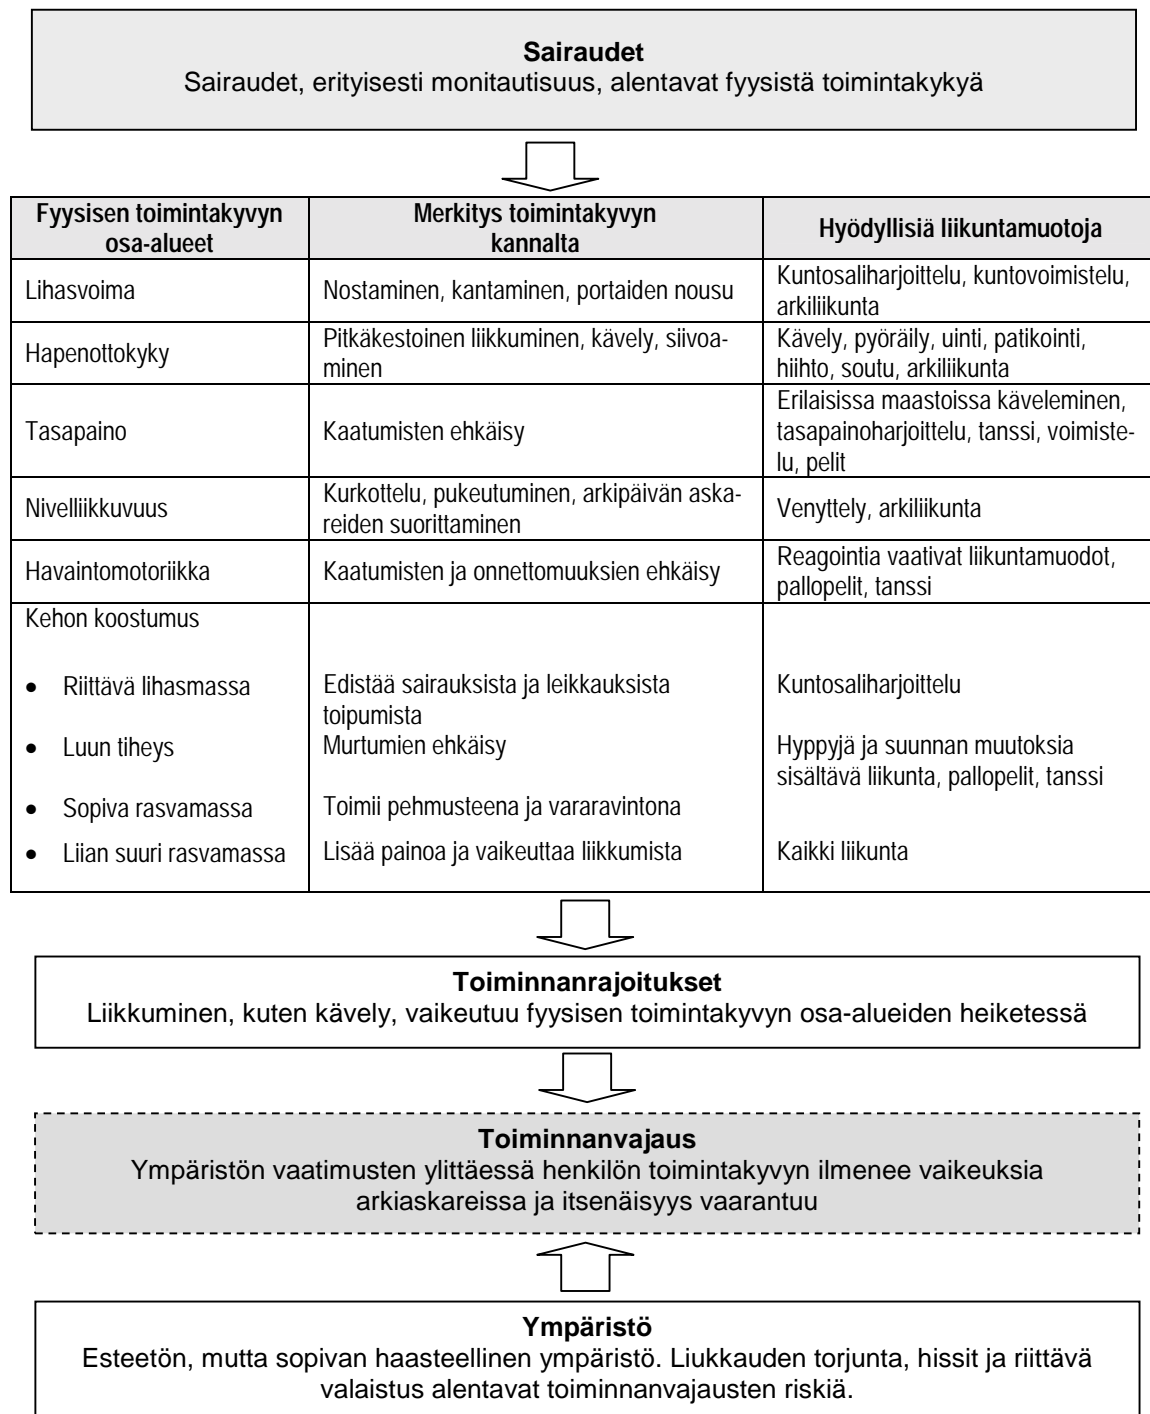 Sairaudet
Sairaudet, erityisesti monitautisuus, alentavat fyysistä toimintakykyä
Fyysisen toimintakyvyn
osa-alueet
Merkitys toimintakyvyn
kannalta
Hyödyllisiä liikuntamuotoja
Lihasvoima
Nostaminen, kantaminen, portaiden nousu
Kuntosaliharjoittelu, kuntovoimistelu,
arkiliikunta
Hapenottokyky
Pitkäkestoinen liikkuminen, kävely, siivoa-
minen
Kävely, pyöräily, uinti, patikointi,
hiihto, soutu, arkiliikunta
Tasapaino
Kaatumisten ehkäisy
Erilaisissa maastoissa käveleminen,
tasapainoharjoittelu, tanssi, voimiste-
lu, pelit
Nivelliikkuvuus
Kurkottelu, pukeutuminen, arkipäivän aska-
reiden suorittaminen
Venyttely, arkiliikunta
Havaintomotoriikka
Kaatumisten ja onnettomuuksien ehkäisy
Reagointia vaativat liikuntamuodot,
pallopelit, tanssi
Kehon koostumus
• Riittävä lihasmassa
Edistää sairauksista ja leikkauksista
toipumista
Kuntosaliharjoittelu
• Luun tiheys
Murtumien ehkäisy
Hyppyjä ja suunnan muutoksia
sisältävä liikunta, pallopelit, tanssi
• Sopiva rasvamassa
Toimii pehmusteena ja vararavintona
• Liian suuri rasvamassa
Lisää painoa ja vaikeuttaa liikkumista
Kaikki liikunta
Toiminnanrajoitukset
Liikkuminen, kuten kävely, vaikeutuu fyysisen toimintakyvyn osa-alueiden heiketessä
Toiminnanvajaus
Ympäristön vaatimusten ylittäessä henkilön toimintakyvyn ilmenee vaikeuksia
arkiaskareissa ja itsenäisyys vaarantuu
Ympäristö
Esteetön, mutta sopivan haasteellinen ympäristö. Liukkauden torjunta, hissit ja riittävä
valaistus alentavat toiminnanvajausten riskiä.